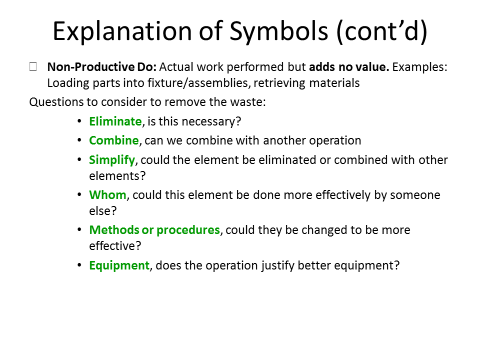 Explanation of Symbols (cont’d)
□ Non-Productive Do: Actual work performed but adds no value. Examples:
Loading parts into fixture/assemblies, retrieving materials
Questions to consider to remove the waste:
• Eliminate, is this necessary?
• Combine, can we combine with another operation
• Simplify, could the element be eliminated or combined with other
elements?
• Whom, could this element be done more effectively by someone
else?
• Methods or procedures, could they be changed to be more
effective?
• Equipment, does the operation justify better equipment?